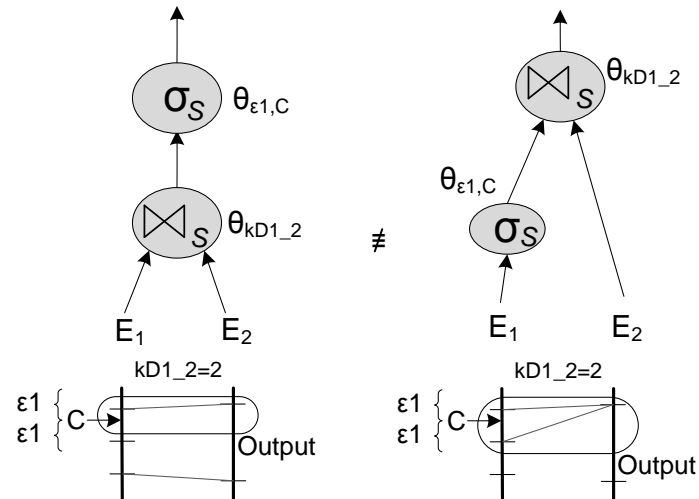 σS θε1,C
⋈S θkD1_2
E1 E2
≢
⋈S θkD1_2
θε1,C
σS
E1 E2
kD1_2=2
ε1
C
ε1
Output
kD1_2=2
ε1
C
ε1
Output